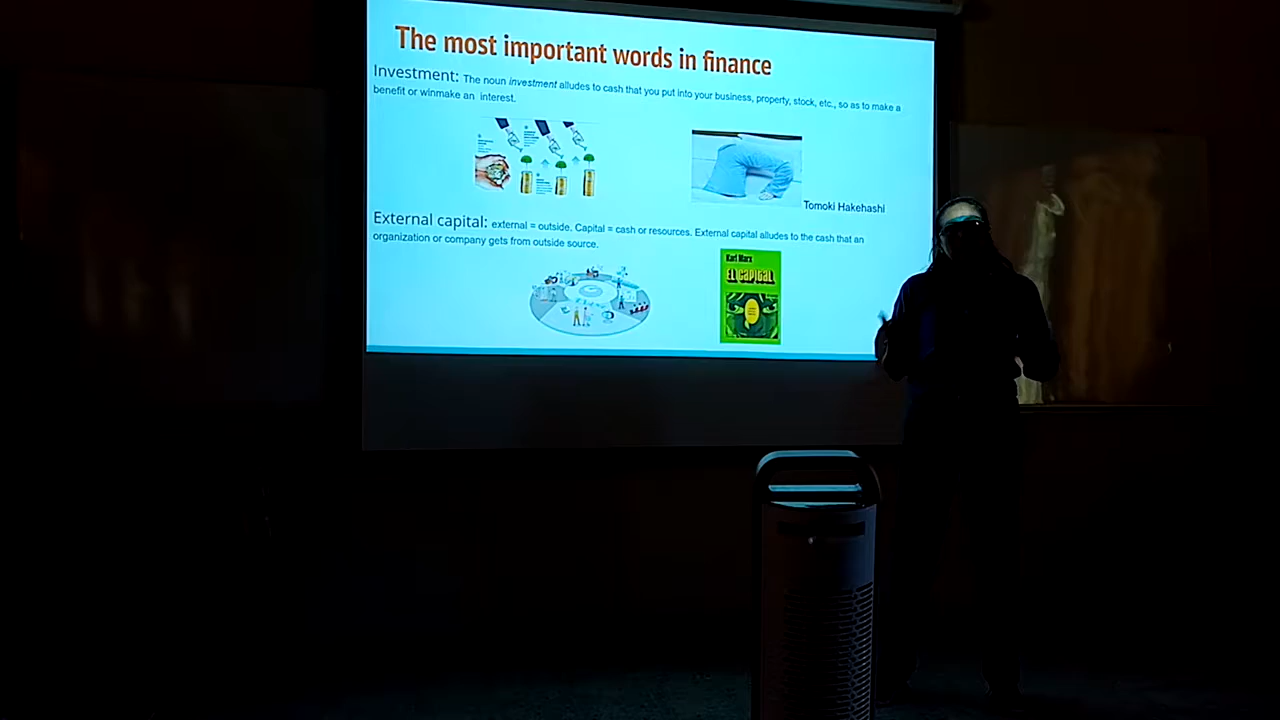 The most important words in finance
Investment: The noun investment alludes to cash that you put into your business, property, stock, etc., so as to make a
benefit or winmake an interest.
Tomoki Hakehashi
External capital: external = outside. Capital = cash or resources. External capital alludes to the cash that an
organization or company gets from outside source.
Karl Marx
EL CAPITAL